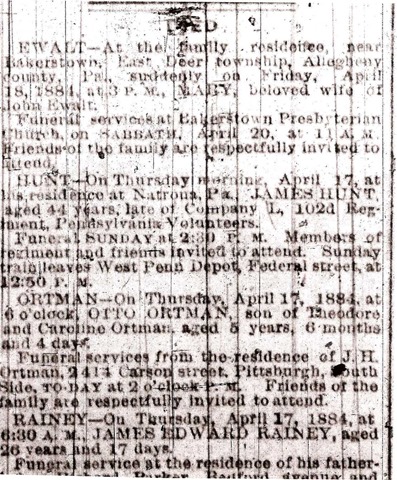 DIED
EWALT—At the family residence, near
Bakerstown, East Deer township, Allegheny
county, Pa., suddenly on Friday, April
18, 1884, at 3 P. M., MARY, beloved wife of
John Ewalt.
Funeral services at Bakerstown Presbyterian
Church, on SABBATH, April 20, at 11 A. M.
Friends of the family are respectfully invited to
attend.
HUNT—On Thursday morning, April 17, at
his residence at Natrona, Pa., JAMES HUNT,
aged 44 years, late of Company L, 102d Reg-
iment, Pennsylvania Volunteers.
Funeral SUNDAY at 2:30 P. M. Members of
regiment and friends invited to attend. Sunday
train leaves West Penn Depot, Federal street, at
12:50 P. M.
ORTMAN—On Thursday, April 17, 1884, at
6 o'clock, OTTO ORTMAN, son of Theodore
and Caroline Ortman, aged 5 years, 6 months
and 4 days.
Funeral services from the residence of J. H.
Ortman, 2414 Carson street, Pittsburgh, South
Side, TO-DAY at 2 o'clock P. M. Friends of the
family are respectfully invited to attend.
RAINEY—On Thursday, April 17, 1884, at
6:30 A. M., JAMES EDWARD RAINEY, aged
26 years and 17 days.
Funeral service at the residence of his father-
Parker, Bedford avenue and